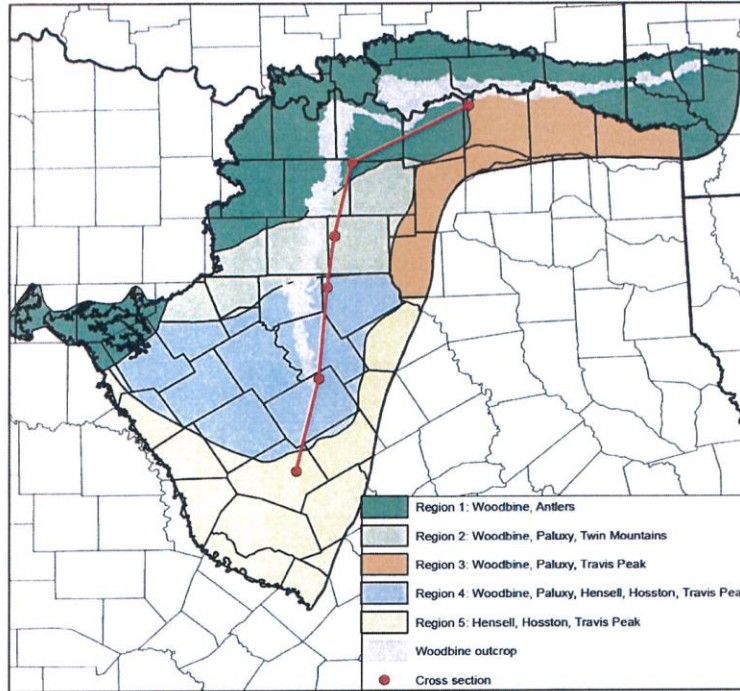 Region 1: Woodbine, Antlers
Region 2: Woodbine, Paluxy, Twin Mountains
Region 3: Woodbine, Paluxy, Travis Peak
Region 4: Woodbine, Paluxy, Hensell, Hosston, Travis Pea
Region 5: Hensell, Hosston, Travis Peak
Woodbine outcrop
Cross section